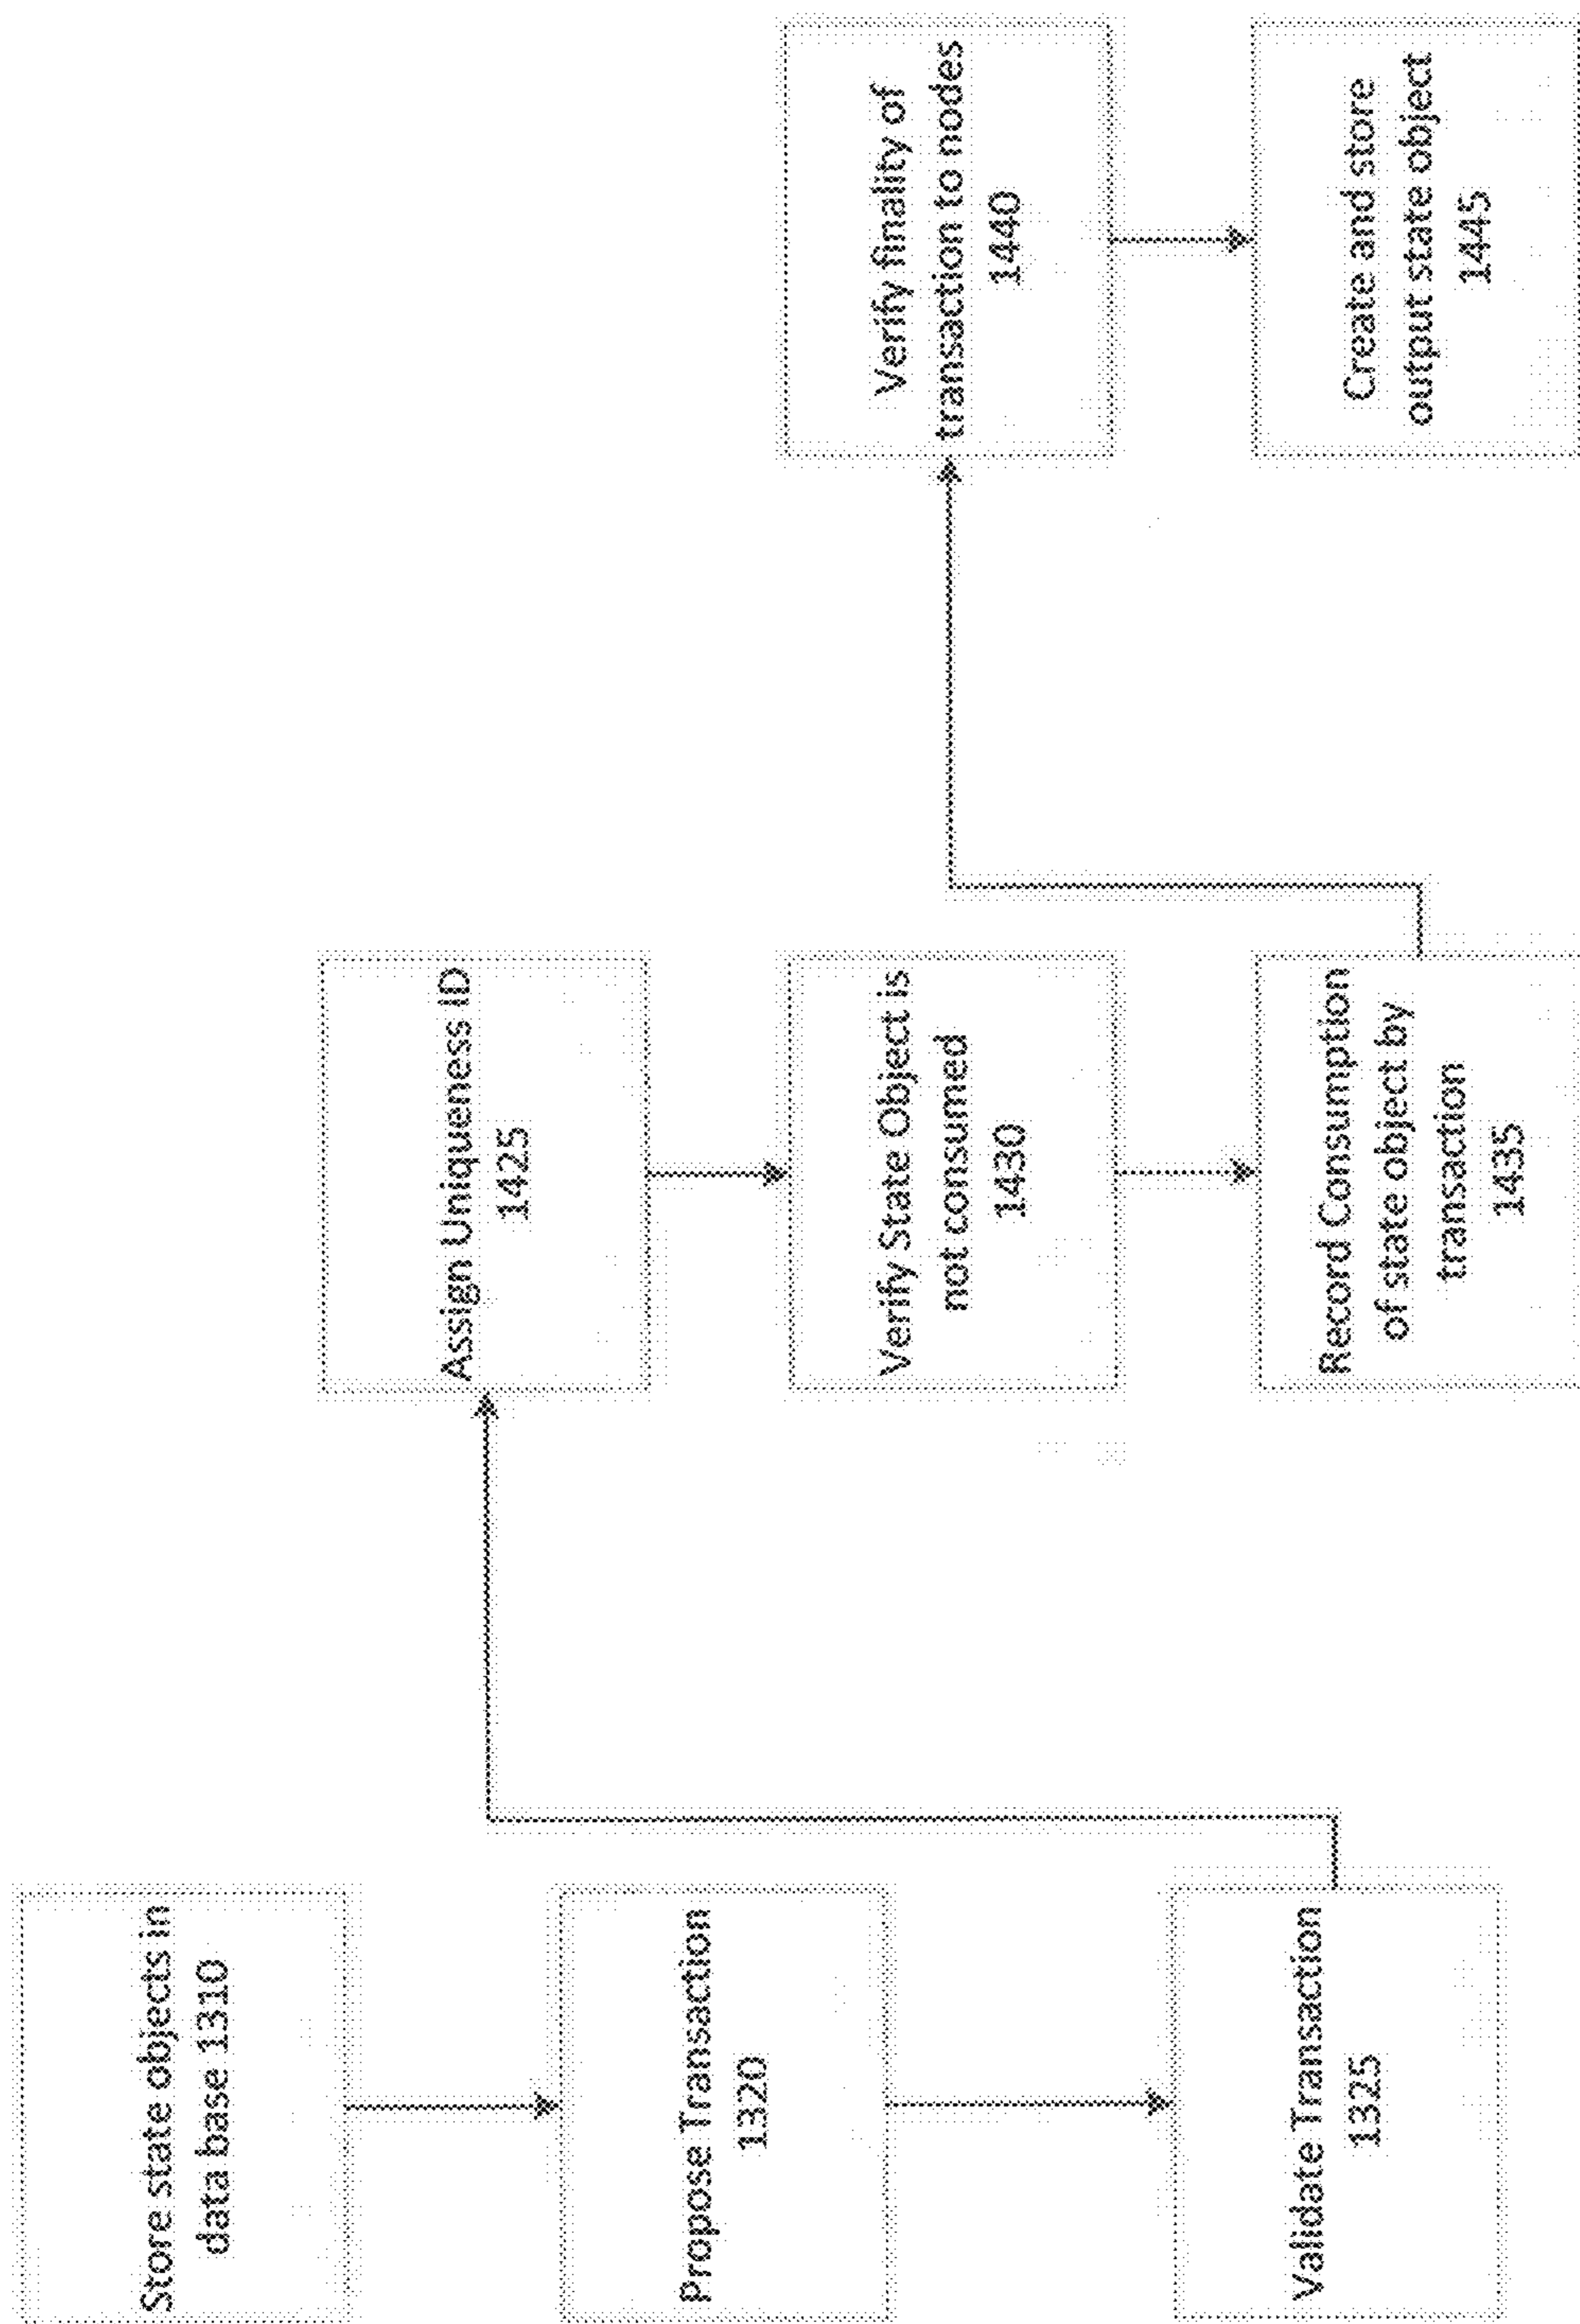 Store state objects in
data base 1310
Propose Transaction
1320
Validate Transaction
1325
Assign Uniqueness ID
1425
Verify State Object is
not consumed
1430
Record Consumption
of state object by
transaction
1435
Verify finality of
transaction to nodes
1440
Create and store
output state object
1445